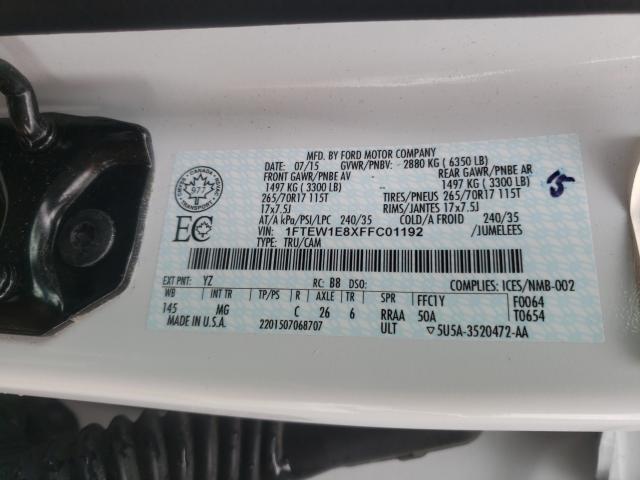 MFD. BY FORD MOTOR COMPANY
DATE: 07/15 GVWR/PNBV: 2880 KG ( 6350 LB)
FRONT GAWR/PNBE AV REAR GAWR/PNBE AR
1497 KG ( 3300 LB) 1497 KG ( 3300 LB)
265/70R17 115T TIRES/PNEUS 265/70R17 115T
17x7.5J RIMS/JANTES 17x7.5J
AT/A kPa/PSI/LPC 240/35 COLD/A FROID 240/35
VIN: 1FTEW1E8XFFC01192 /JUMELEES
TYPE: TRU/CAM
15
CANADA
TRANSPORT
EC
EXT PNT: YZ RC: B8 DSO: COMPLIES: ICES/NMB-002
WB INT TR TP/PS R AXLE TR SPR FFC1Y F0064
145 MG C 26 6 RRAA 50A T0654
MADE IN U.S.A. 2201507068707 ULT 5U5A-3520472-AA